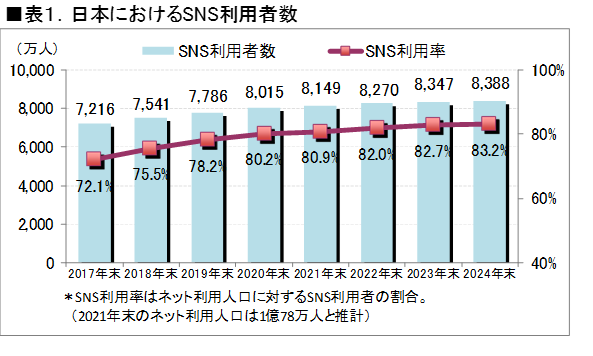 ■表１．日本におけるSNS利用者数
(万人)
SNS利用者数 SNS利用率
10,000 100%
7,216 7,541 7,786 8,015 8,149 8,270 8,347 8,388
8,000 80%
72.1% 75.5% 78.2% 80.2% 80.9% 82.0% 82.7% 83.2%
6,000
4,000 60%
2,000
0 40%
2017年末 2018年末 2019年末 2020年末 2021年末 2022年末 2023年末 2024年末
＊SNS利用率はネット利用人口に対するSNS利用者の割合。
（2021年末のネット利用人口は1億78万人と推計）